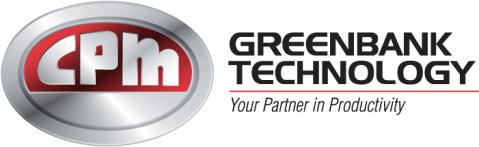 cpm
GREENBANK
TECHNOLOGY
Your Partner in Productivity